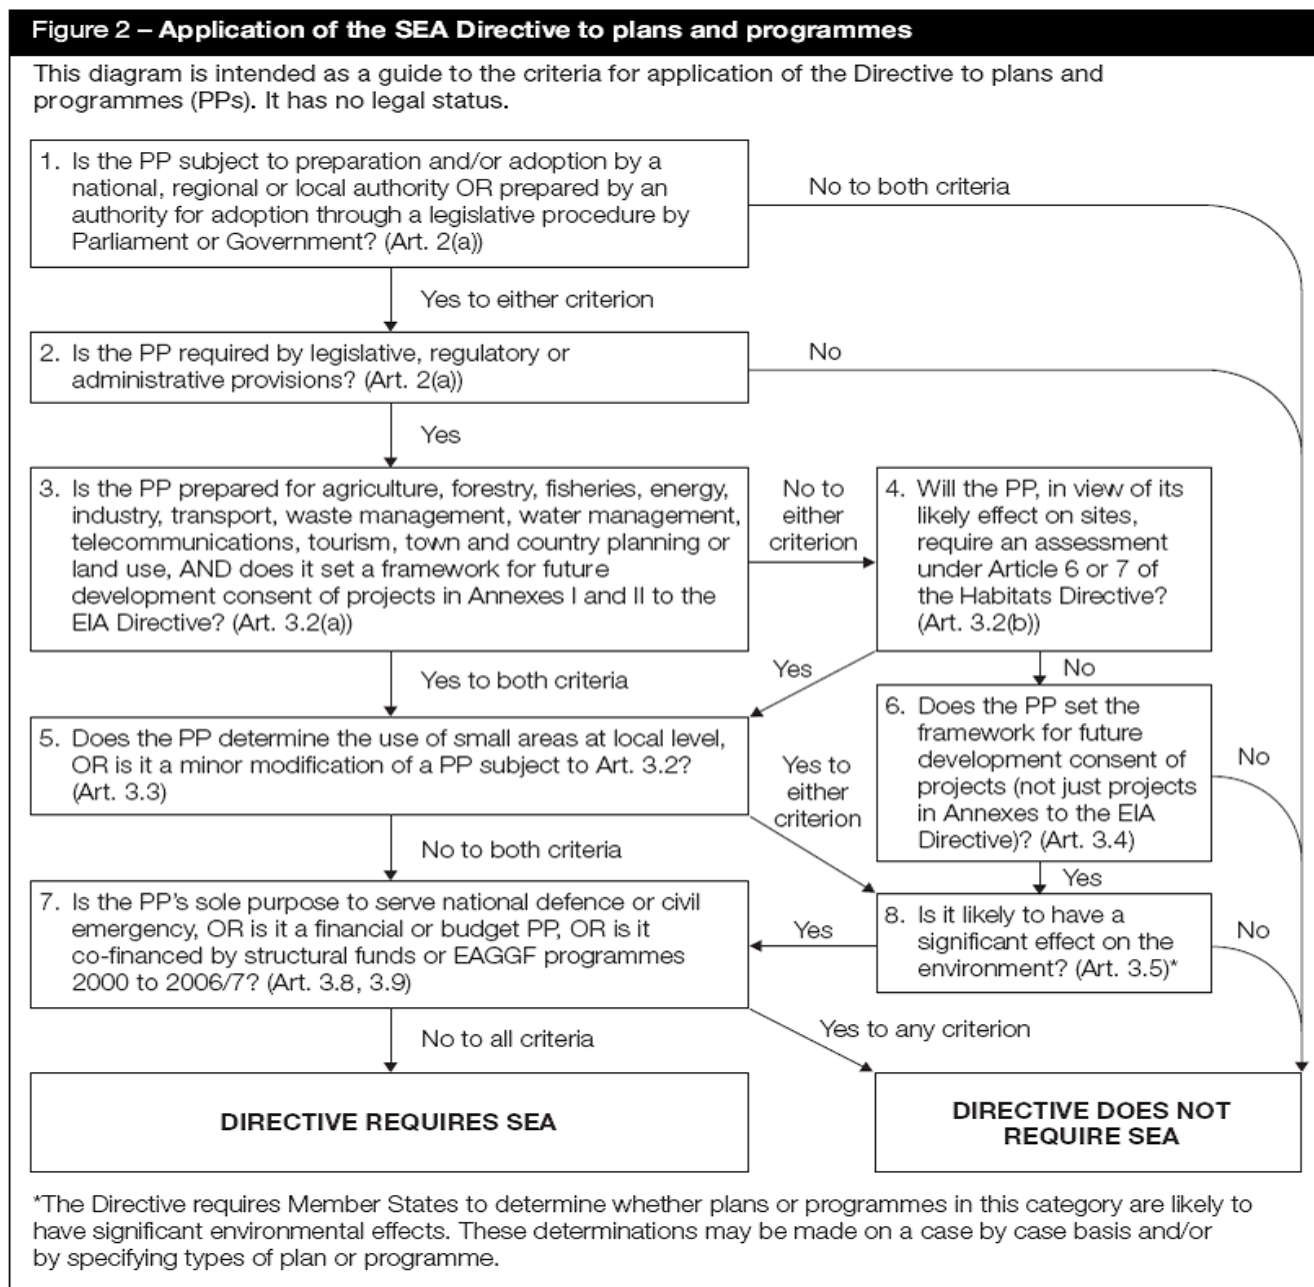 Figure 2 – Application of the SEA Directive to plans and programmes
This diagram is intended as a guide to the criteria for application of the Directive to plans and
programmes (PPs). It has no legal status.
1. Is the PP subject to preparation and/or adoption by a
national, regional or local authority OR prepared by an
authority for adoption through a legislative procedure by
Parliament or Government? (Art. 2(a))
No to both criteria
Yes to either criterion
2. Is the PP required by legislative, regulatory or
administrative provisions? (Art. 2(a))
No
Yes
3. Is the PP prepared for agriculture, forestry, fisheries, energy,
industry, transport, waste management, water management,
telecommunications, tourism, town and country planning or
land use, AND does it set a framework for future
development consent of projects in Annexes I and II to the
EIA Directive? (Art. 3.2(a))
No to
either
criterion
4. Will the PP, in view of its
likely effect on sites,
require an assessment
under Article 6 or 7 of
the Habitats Directive?
(Art. 3.2(b))
Yes to both criteria
Yes
No
5. Does the PP determine the use of small areas at local level,
OR is it a minor modification of a PP subject to Art. 3.2?
(Art. 3.3)
Yes to
either
criterion
6. Does the PP set the
framework for future
development consent of
projects (not just projects
in Annexes to the EIA
Directive)? (Art. 3.4)
No
No to both criteria
Yes
7. Is the PP's sole purpose to serve national defence or civil
emergency, OR is it a financial or budget PP, OR is it
co-financed by structural funds or EAGGF programmes
2000 to 2006/7? (Art. 3.8, 3.9)
Yes
8. Is it likely to have a
significant effect on the
environment? (Art. 3.5)*
No
No to all criteria
Yes to any criterion
DIRECTIVE REQUIRES SEA
DIRECTIVE DOES NOT
REQUIRE SEA
*The Directive requires Member States to determine whether plans or programmes in this category are likely to
have significant environmental effects. These determinations may be made on a case by case basis and/or
by specifying types of plan or programme.